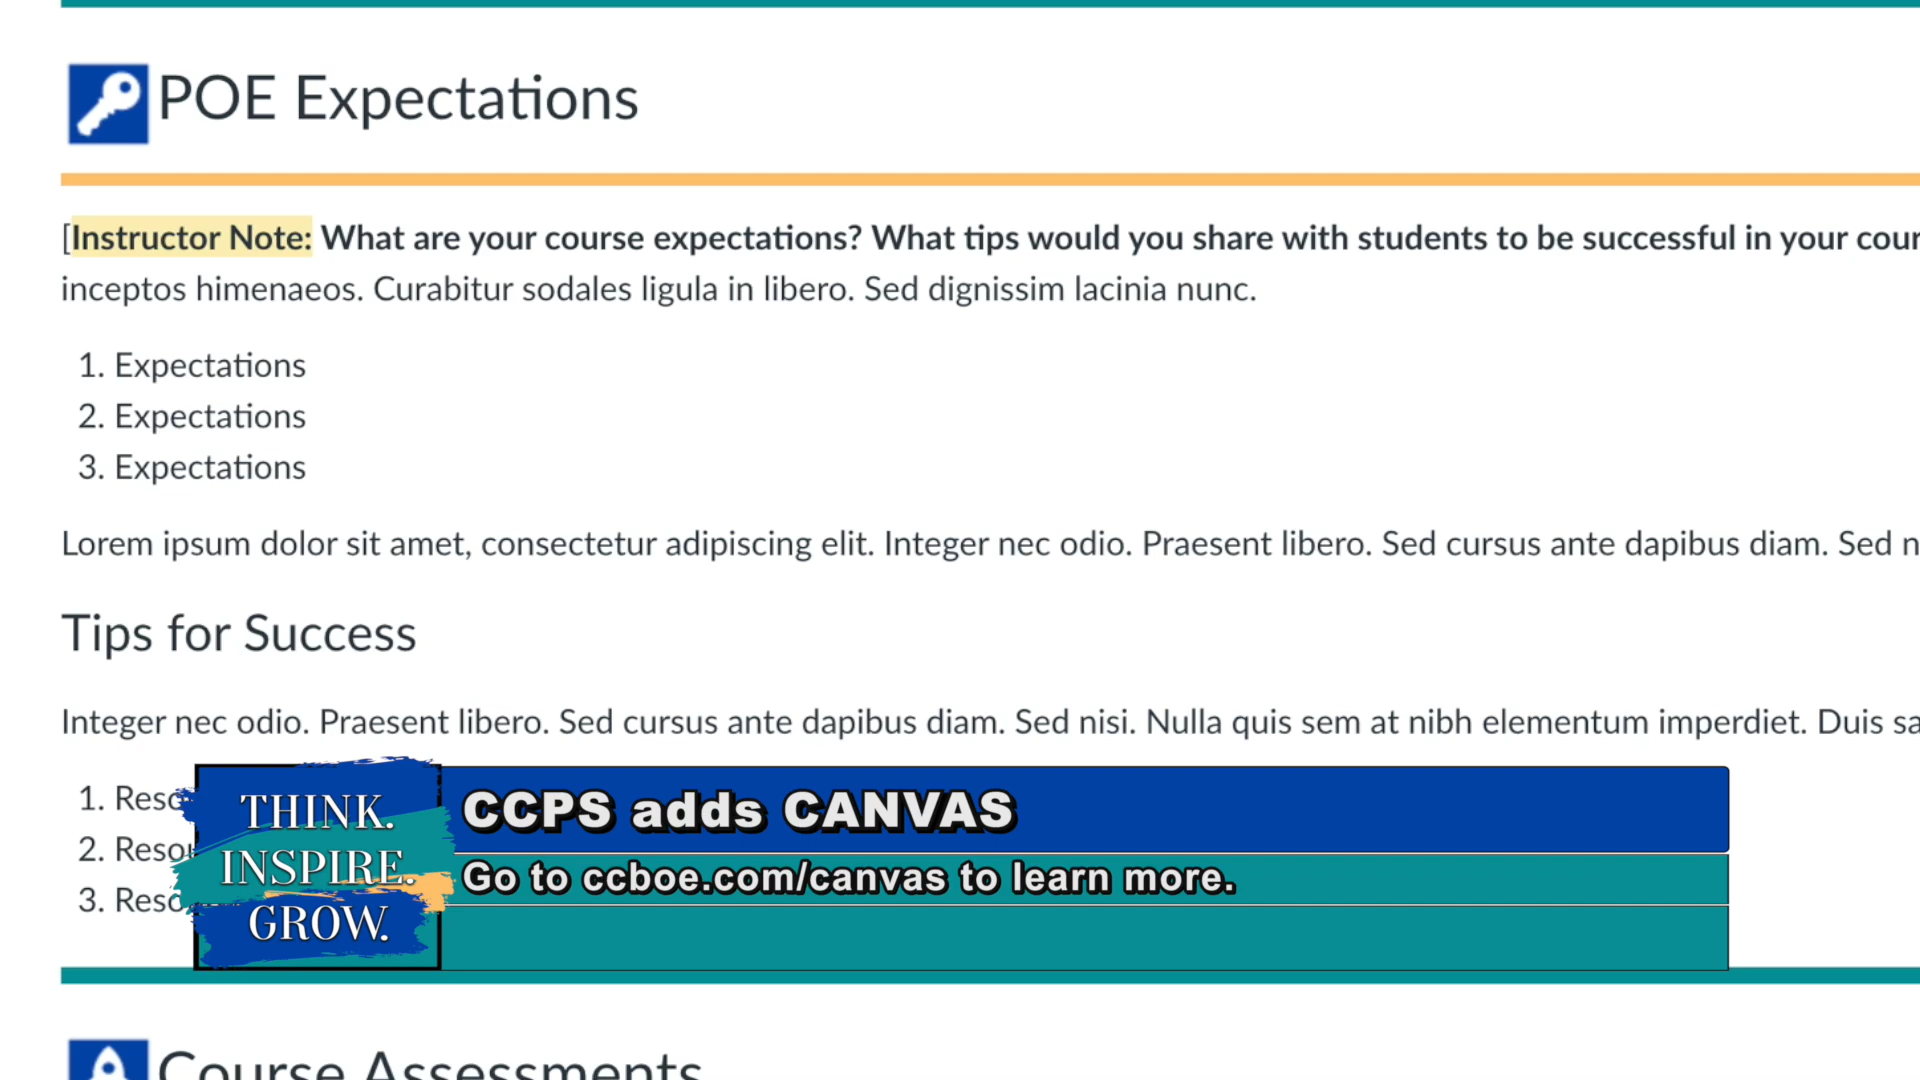 POE Expectations
[Instructor Note: What are your course expectations? What tips would you share with students to be successful in your
inceptos himenaeos. Curabitur sodales ligula in libero. Sed dignissim lacinia nunc.
1. Expectations
2. Expectations
3. Expectations
Lorem ipsum dolor sit amet, consectetur adipiscing elit. Integer nec odio. Praesent libero. Sed cursus ante dapibus diam. Sed
Tips for Success
Integer nec odio. Praesent libero. Sed cursus ante dapibus diam. Sed nisi. Nulla quis sem at nibh elementum imperdiet. Duis
1.
2.
3.
THINK.
INSPIRE.
GROW.
CCPS adds CANVAS
Go to ccboe.com/canvas to learn more.
Course Assessments